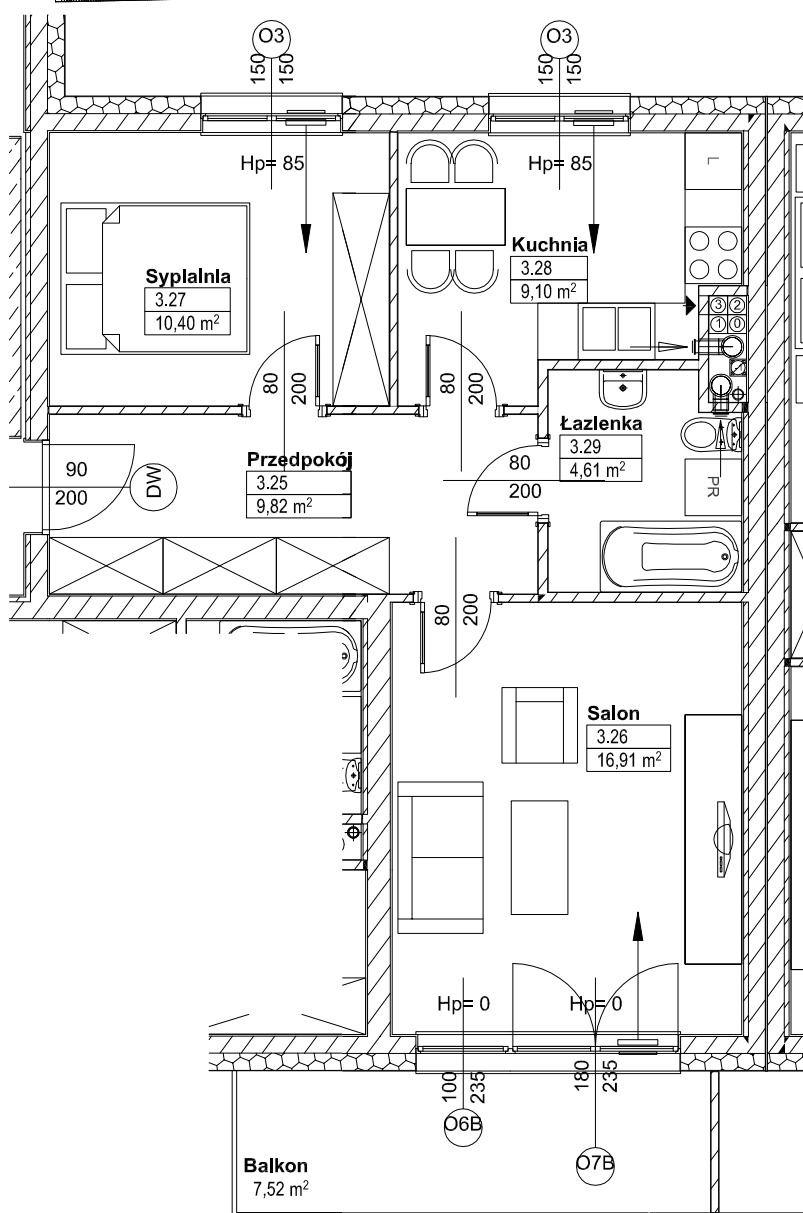 O3
O3
150
150
150
150
Hp= 85
Hp= 85
L
Kuchnia
3.28
9,10 m²
Sypialnia
3.27
10,40 m²
3
2
1
0
80
200
80
200
Łazienka
3.29
4,61 m²
Przedpokój
3.25
9,82 m²
90
200
DW
80
200
PR
80
200
Salon
3.26
16,91 m²
Hp= 0
Hp= 0
100
235
180
235
O6B
O7B
Balkon
7,52 m²